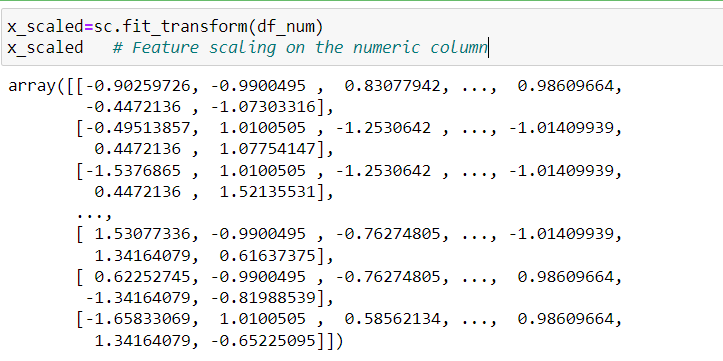 x_scaled=sc.fit_transform(df_num)
x_scaled   # Feature scaling on the numeric column
array([[-0.90259726, -0.9900495 ,  0.83077942, ...,  0.98609664,
        -0.4472136 , -1.07303316],
       [-0.49513857,  1.0100505 , -1.2530642 , ..., -1.01409939,
         0.4472136 ,  1.07754147],
       [-1.5376865 ,  1.0100505 , -1.2530642 , ..., -1.01409939,
         0.4472136 ,  1.52135531],
       ...,
       [ 1.53077336, -0.9900495 , -0.76274805, ..., -1.01409939,
         1.34164079,  0.61637375],
       [ 0.62252745, -0.9900495 , -0.76274805, ...,  0.98609664,
        -1.34164079, -0.81988539],
       [-1.65833069,  1.0100505 ,  0.58562134, ...,  0.98609664,
         1.34164079, -0.65225095]])